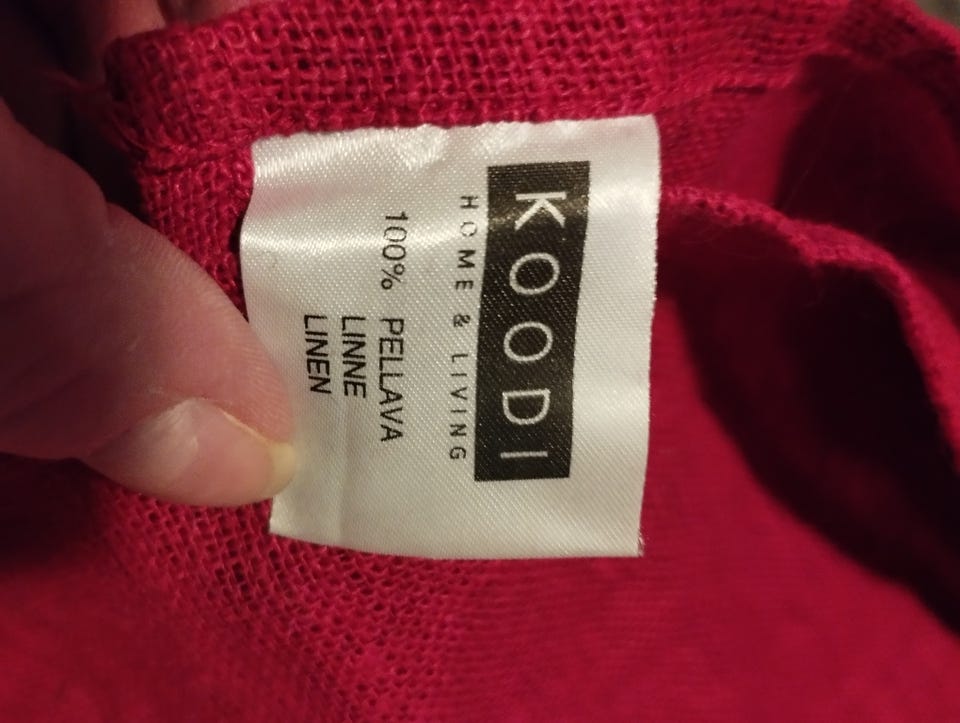 KOODI
HOME & LIVING
100% PELLAVA
LINNE
LINEN